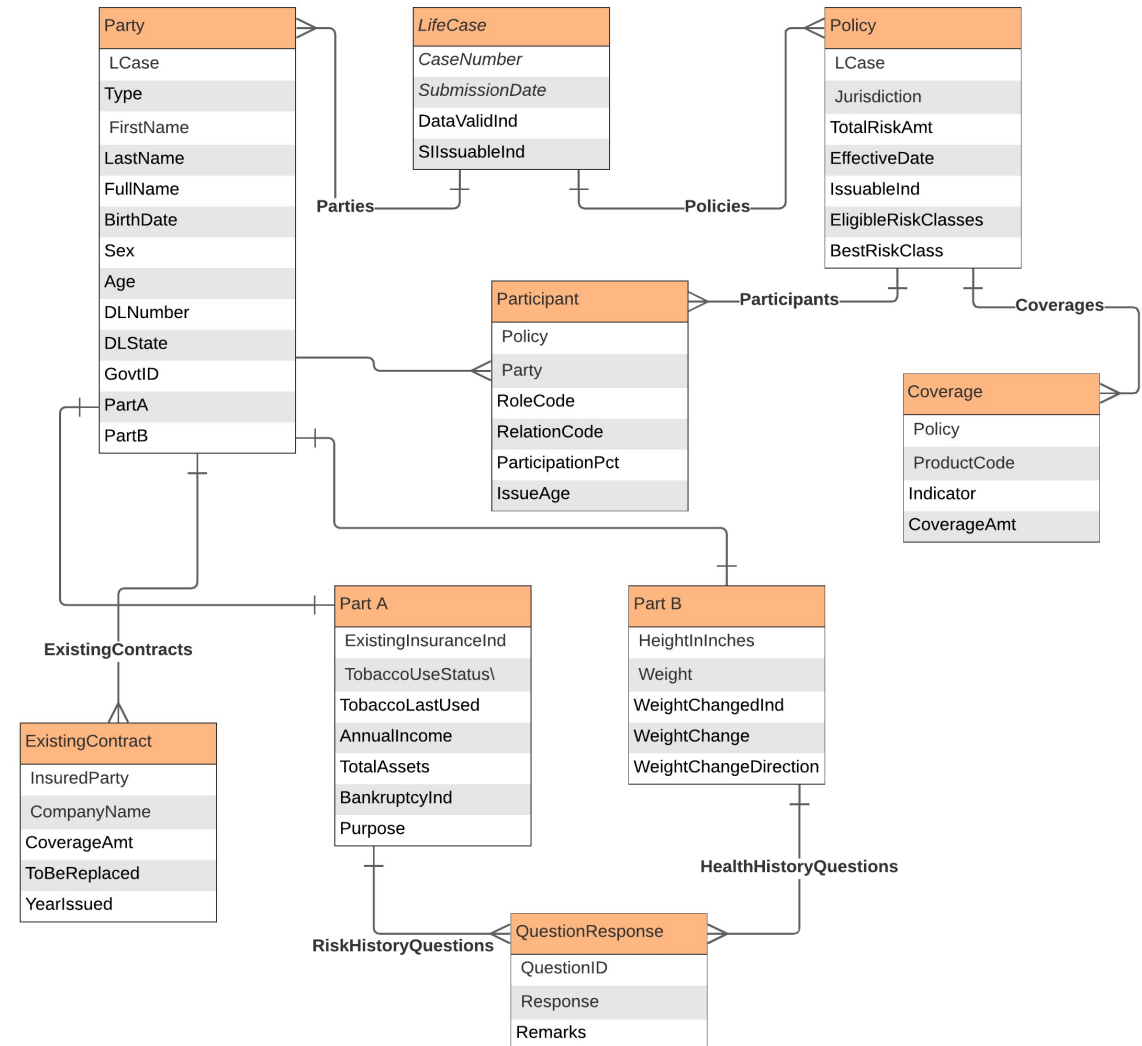 Party
LCase
Type
FirstName
LastName
FullName
BirthDate
Sex
Age
DLNumber
DLState
GovtID
PartA
PartB
LifeCase
CaseNumber
SubmissionDate
DataValidInd
SIIssuableInd
Policy
LCase
Jurisdiction
TotalRiskAmt
EffectiveDate
IssuableInd
EligibleRiskClasses
BestRiskClass
Parties
Policies
Participants
Coverages
Participant
Policy
Party
RoleCode
RelationCode
ParticipationPct
IssueAge
Coverage
Policy
ProductCode
Indicator
CoverageAmt
ExistingContracts
Part A
ExistingInsuranceInd
TobaccoUseStatus\
TobaccoLastUsed
AnnualIncome
TotalAssets
BankruptcyInd
Purpose
Part B
HeightInInches
Weight
WeightChangedInd
WeightChange
WeightChangeDirection
ExistingContract
InsuredParty
CompanyName
CoverageAmt
ToBeReplaced
YearIssued
HealthHistoryQuestions
RiskHistoryQuestions
QuestionResponse
QuestionID
Response
Remarks